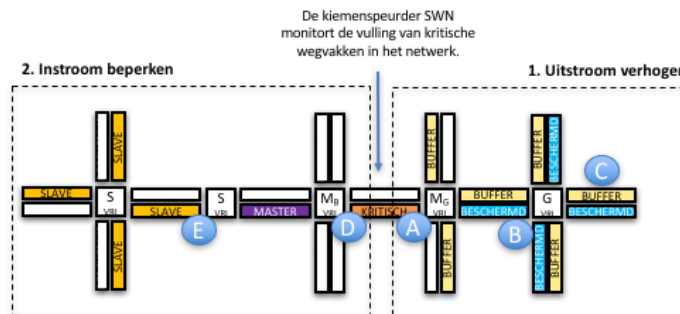 De kiemenspeurder SWN
monitort de vulling van kritische
wegvakken in het netwerk.
2. Instroom beperken
1. Uitstroom verhogen
SLAVE
BUFFER
BUFFER
BESCHERMD
C
SLAVE
S
VRI
S
VRI
MB
VRI
MG
VRI
BUFFER
G
VRI
BUFFER
SLAVE
MASTER
KRITISCH
BESCHERMD
BESCHERMD
E
D
A
B
SLAVE
BUFFER
BESCHERMD
BUFFER